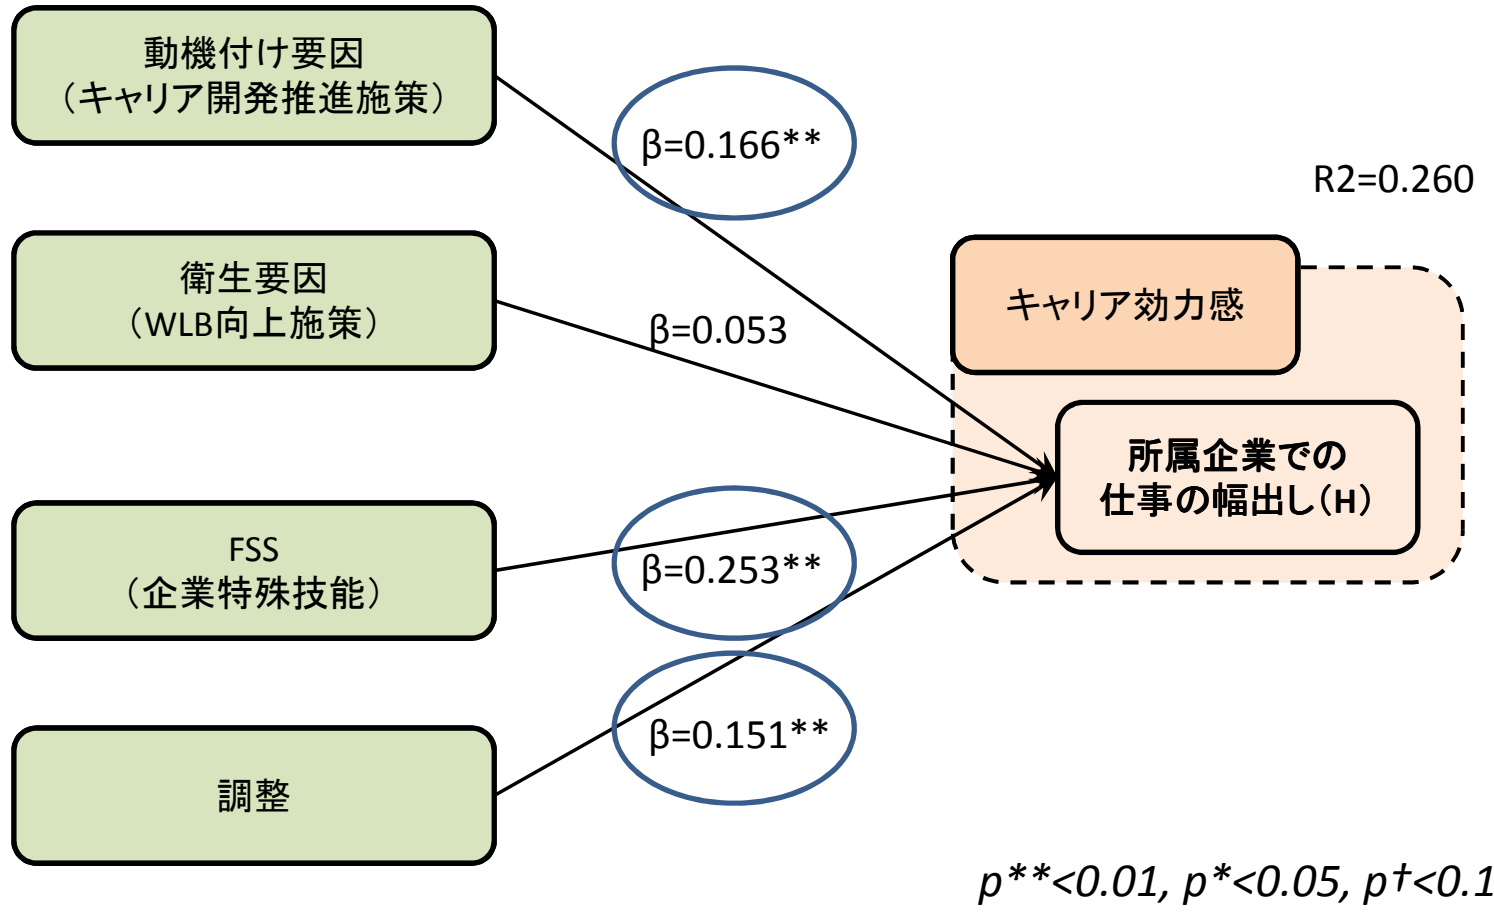 動機付け要因
（キャリア開発推進施策）
β=0.166**
R2=0.260
衛生要因
（WLB向上施策）
β=0.053
キャリア効力感
所属企業での
仕事の幅出し（H）
FSS
（企業特殊技能）
β=0.253**
調整
β=0.151**
p**<0.01, p*<0.05, p†<0.1